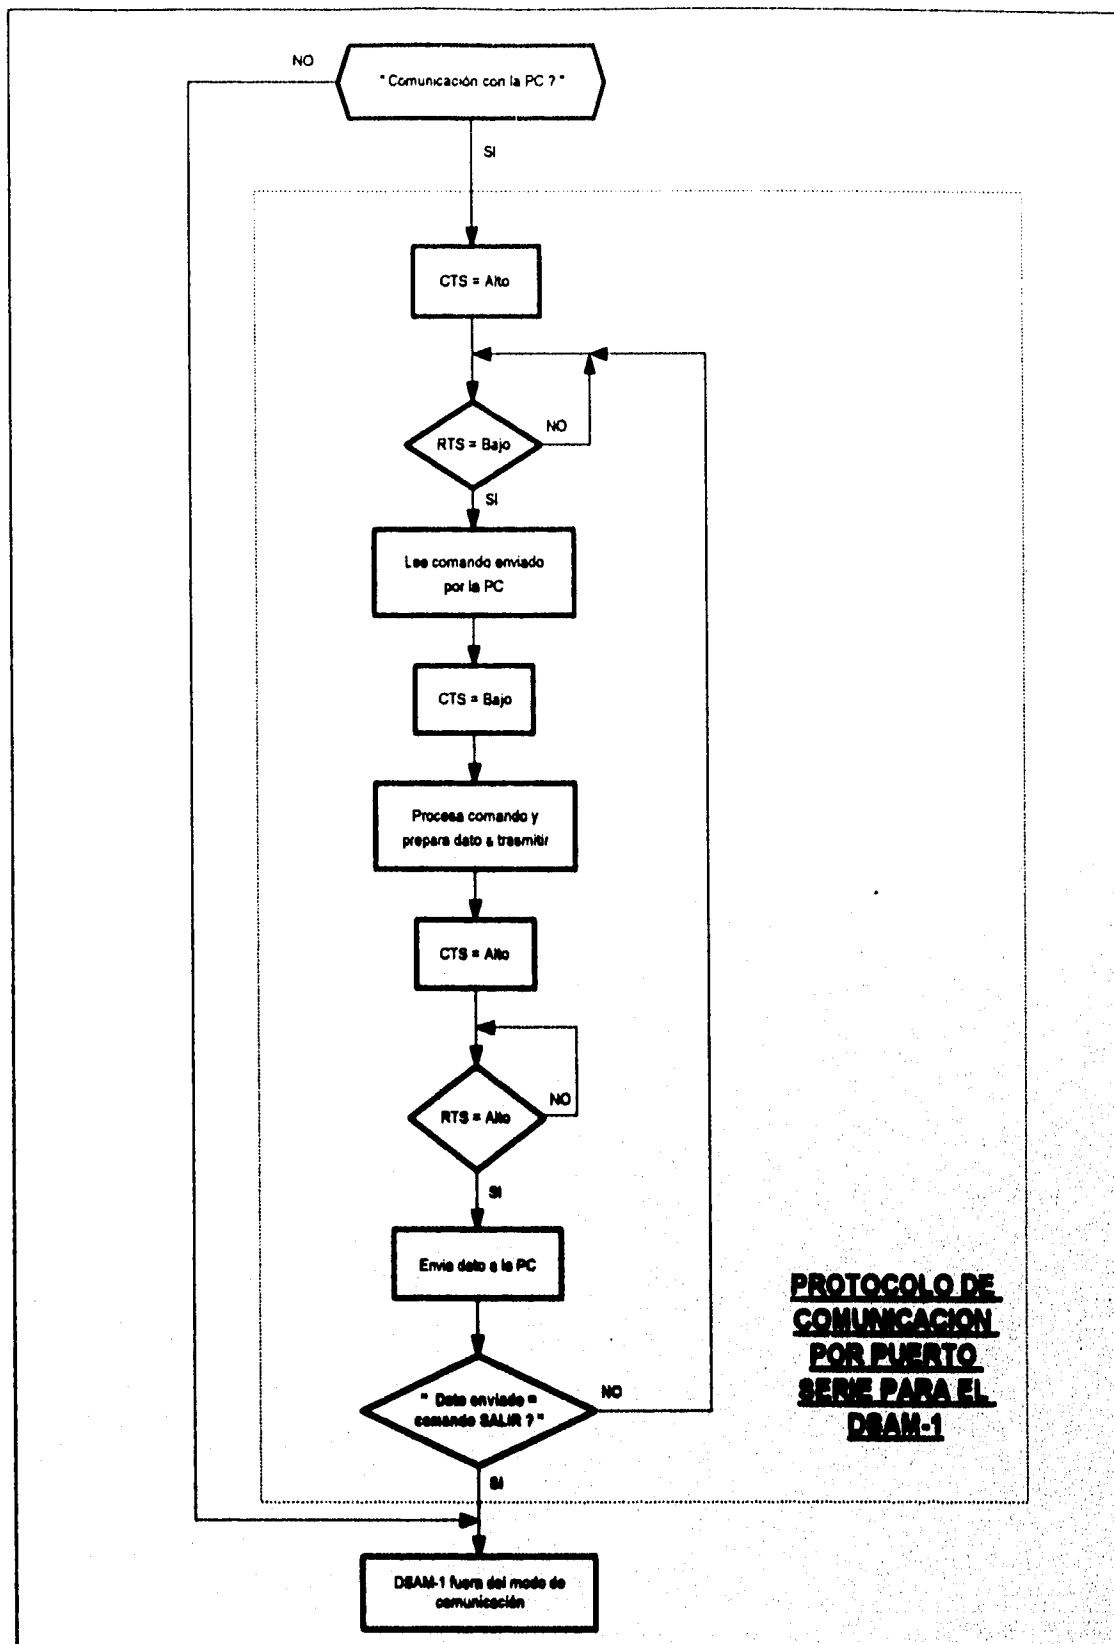 NO
" Comunicación con la PC ? "
SI
CTS = Alto
RTS = Bajo
NO
SI
Lee comando enviado
por la PC
CTS = Bajo
Procesa comando y
prepara dato a trasmitir
CTS = Alto
RTS = Alto
NO
SI
Envia dato a la PC
" Dato enviado =
comando SALIR ? "
NO
SI
DSAM-1 fuera del modo de
comunicación
PROTOCOLO DE
COMUNICACION
POR PUERTO
SERIE PARA EL
DSAM-1